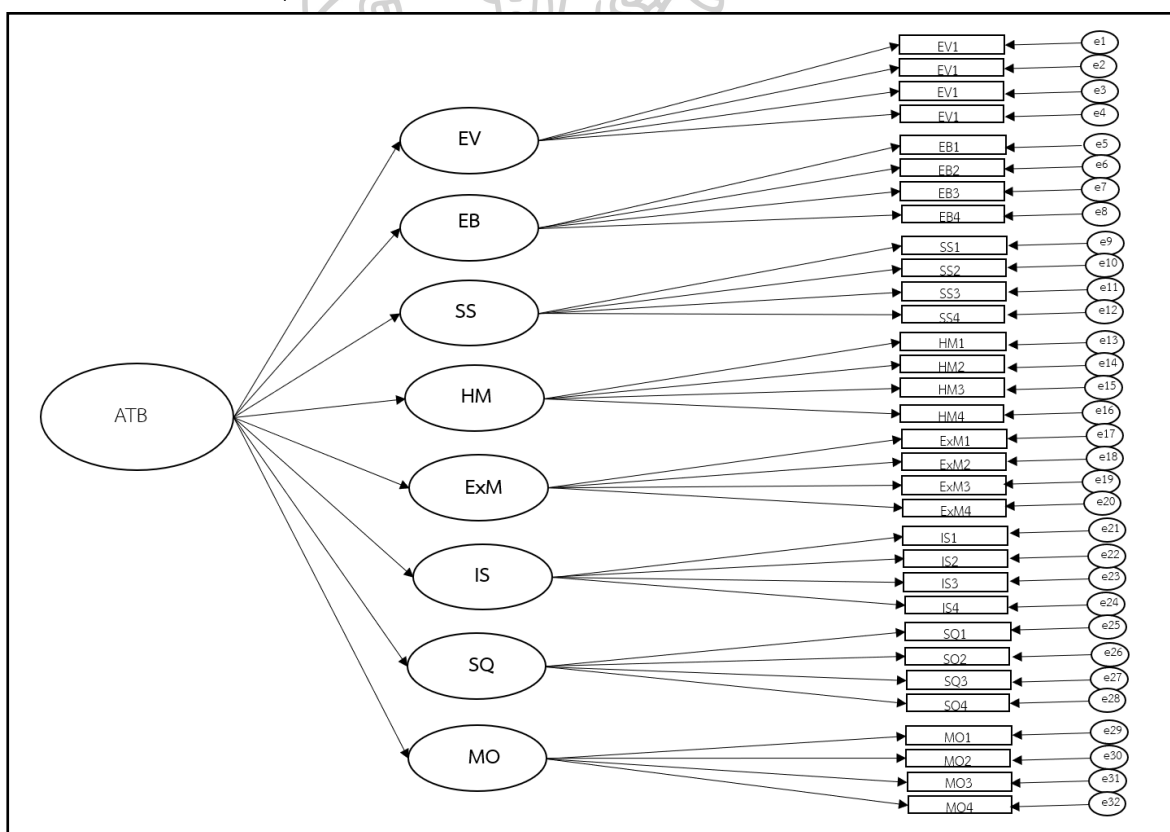 ATB
EV
EB
SS
HM
ExM
IS
SQ
MO
EV1
EV1
EV1
EV1
EB1
EB2
EB3
EB4
SS1
SS2
SS3
SS4
HM1
HM2
HM3
HM4
ExM1
ExM2
ExM3
ExM4
IS1
IS2
IS3
IS4
SQ1
SQ2
SQ3
SQ4
MO1
MO2
MO3
MO4
e1
e2
e3
e4
e5
e6
e7
e8
e9
e10
e11
e12
e13
e14
e15
e16
e17
e18
e19
e20
e21
e22
e23
e24
e25
e26
e27
e28
e29
e30
e31
e32